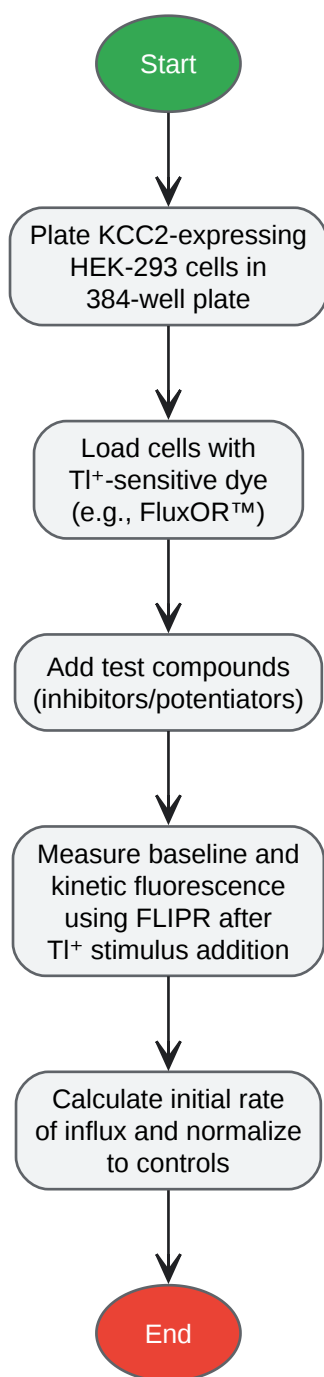 Start
Plate KCC2-expressing
HEK-293 cells in
384-well plate
Load cells with
Tl⁺-sensitive dye
(e.g., FluxOR™)
Add test compounds
(inhibitors/potentiators)
Measure baseline and
kinetic fluorescence
using FLIPR after
Tl⁺ stimulus addition
Calculate initial rate
of influx and normalize
to controls
End